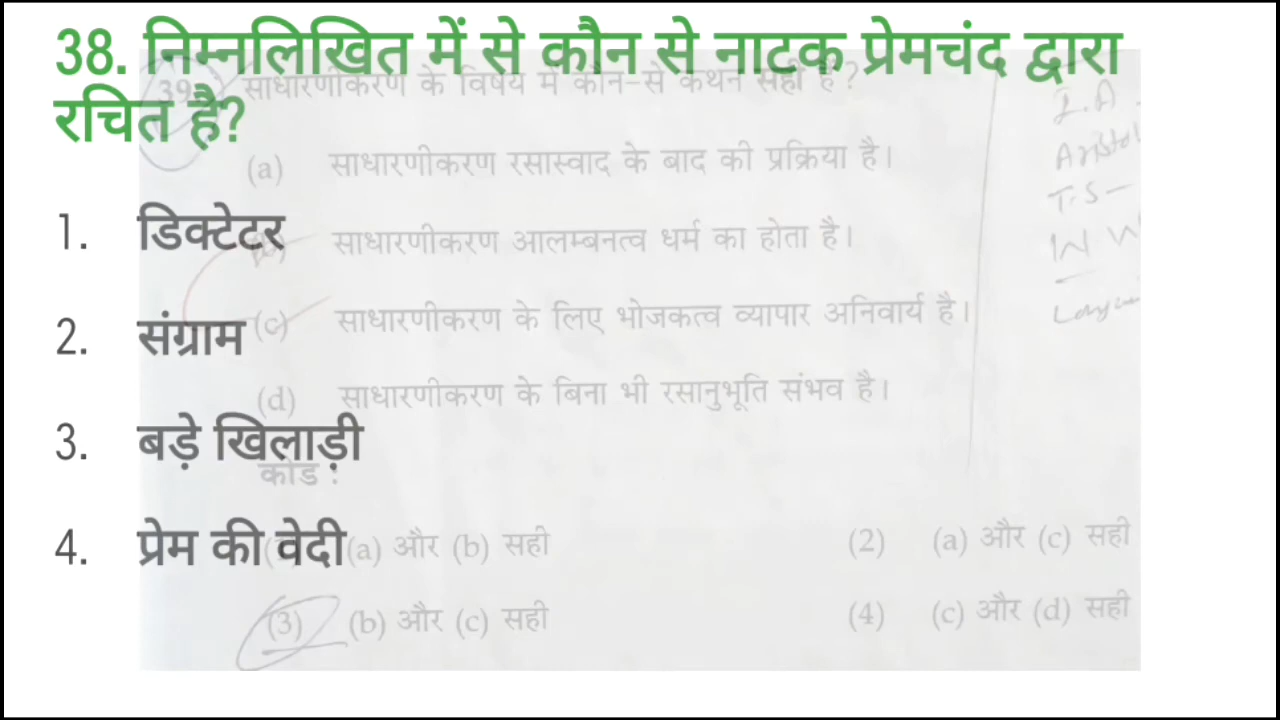 38. निम्नलिखित में से कौन से नाटक प्रेमचंद द्वारा
रचित है?
1. डिक्टेटर
2. संग्राम
3. बड़े खिलाड़ी
4. प्रेम की वेदी
39. साधारणीकरण के विषय में कौन-से कथन सही हैं?
(a) साधारणीकरण रसास्वाद के बाद की प्रक्रिया है।
(b) साधारणीकरण आलम्बनत्व धर्म का होता है।
(c) साधारणीकरण के लिए भोजकत्व व्यापार अनिवार्य है।
(d) साधारणीकरण के बिना भी रसानुभूति संभव है।
कोड :
(a) और (b) सही (2) (a) और (c) सही
(3) (b) और (c) सही (4) (c) और (d) सही
I.A
T.S-
W W